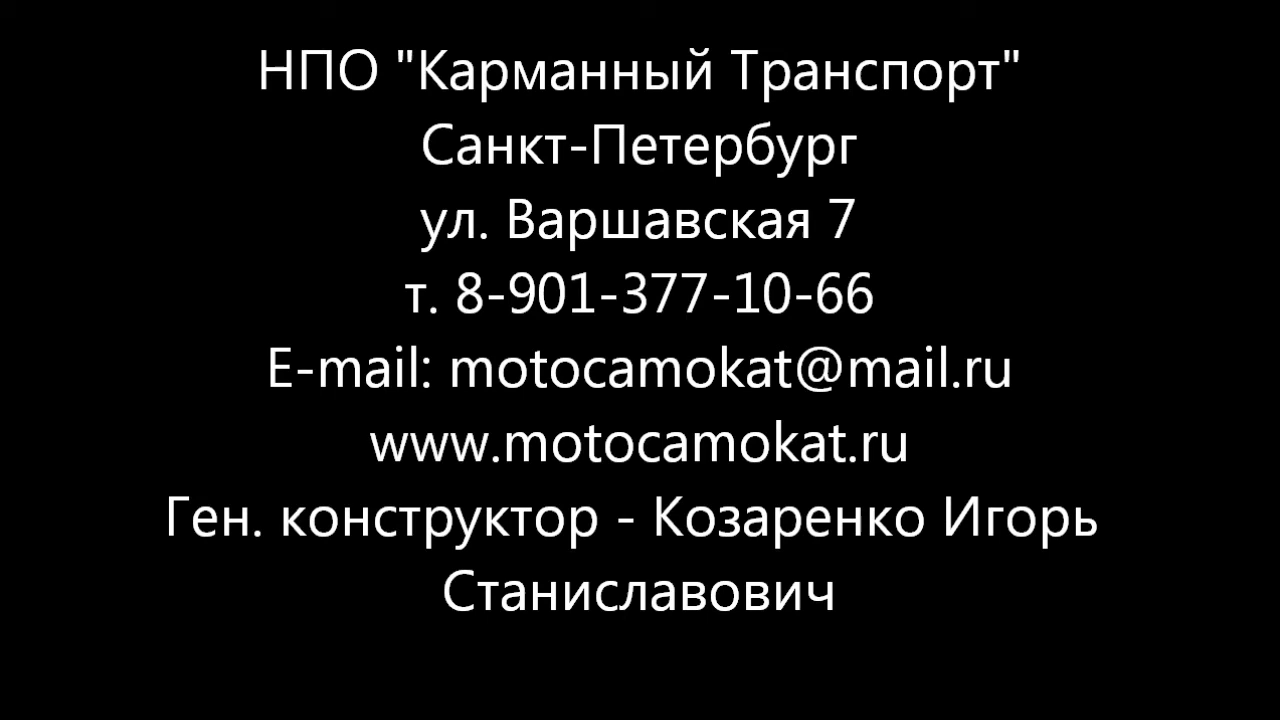 НПО "Карманный Транспорт"
Санкт-Петербург
ул. Варшавская 7
т. 8-901-377-10-66
E-mail: motocamokat@mail.ru
www.motocamokat.ru
Ген. конструктор - Козаренко Игорь
Станиславович